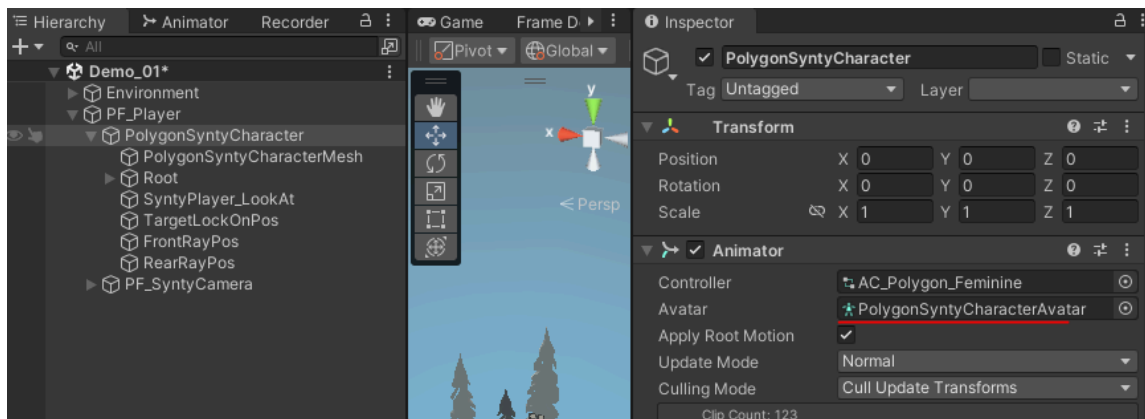 Hierarchy
Animator
Recorder
All
Demo_01*
Environment
PF_Player
PolygonSyntyCharacter
PolygonSyntyCharacterMesh
Root
SyntyPlayer_LookAt
TargetLockOnPos
FrontRayPos
RearRayPos
PF_SyntyCamera
Game
Frame D
Pivot
Global
y
x
<Persp
Inspector
PolygonSyntyCharacter
Static
Tag Untagged Layer
Transform
Position X 0 Y 0 Z 0
Rotation X 0 Y 0 Z 0
Scale X 1 Y 1 Z 1
Animator
Controller AC_Polygon_Feminine
Avatar PolygonSyntyCharacterAvatar
Apply Root Motion
Update Mode Normal
Culling Mode Cull Update Transforms
Clip Count: 123